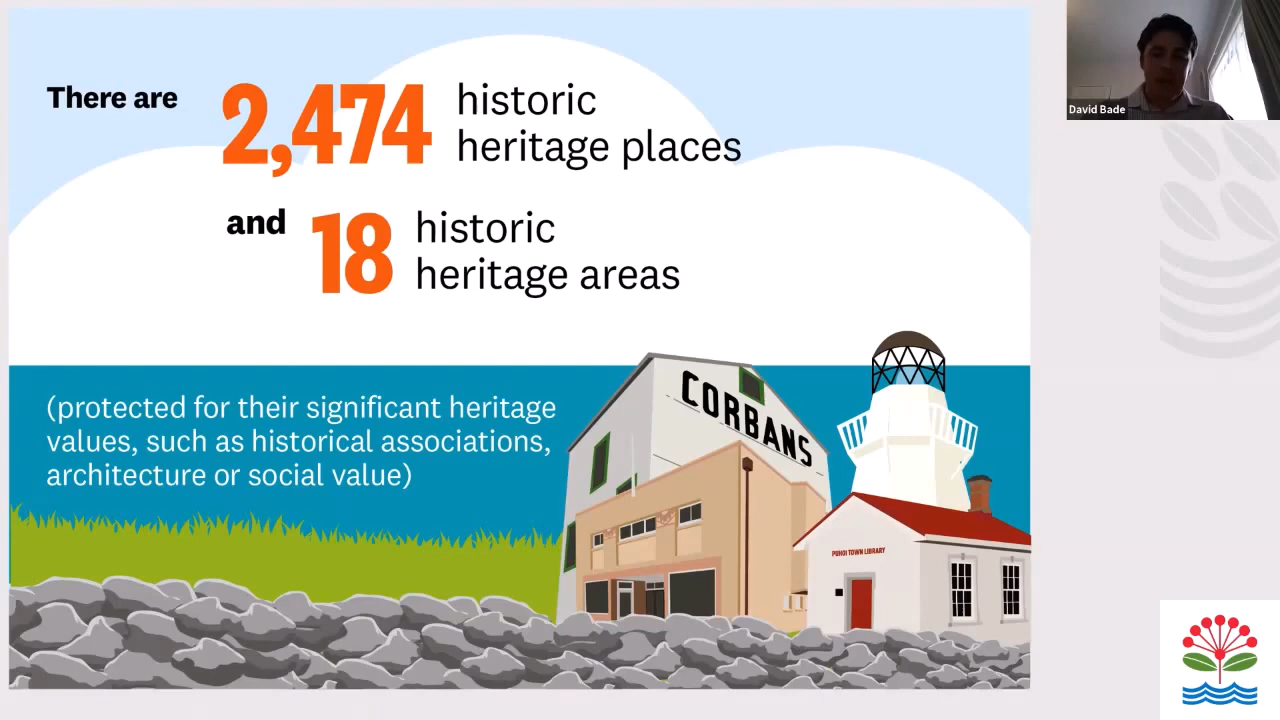 There are
2,474
historic
heritage places
and
18
historic
heritage areas
(protected for their significant heritage
values, such as historical associations,
architecture or social value)
CORBANS
PUHOI TOWN LIBRARY
David Bade